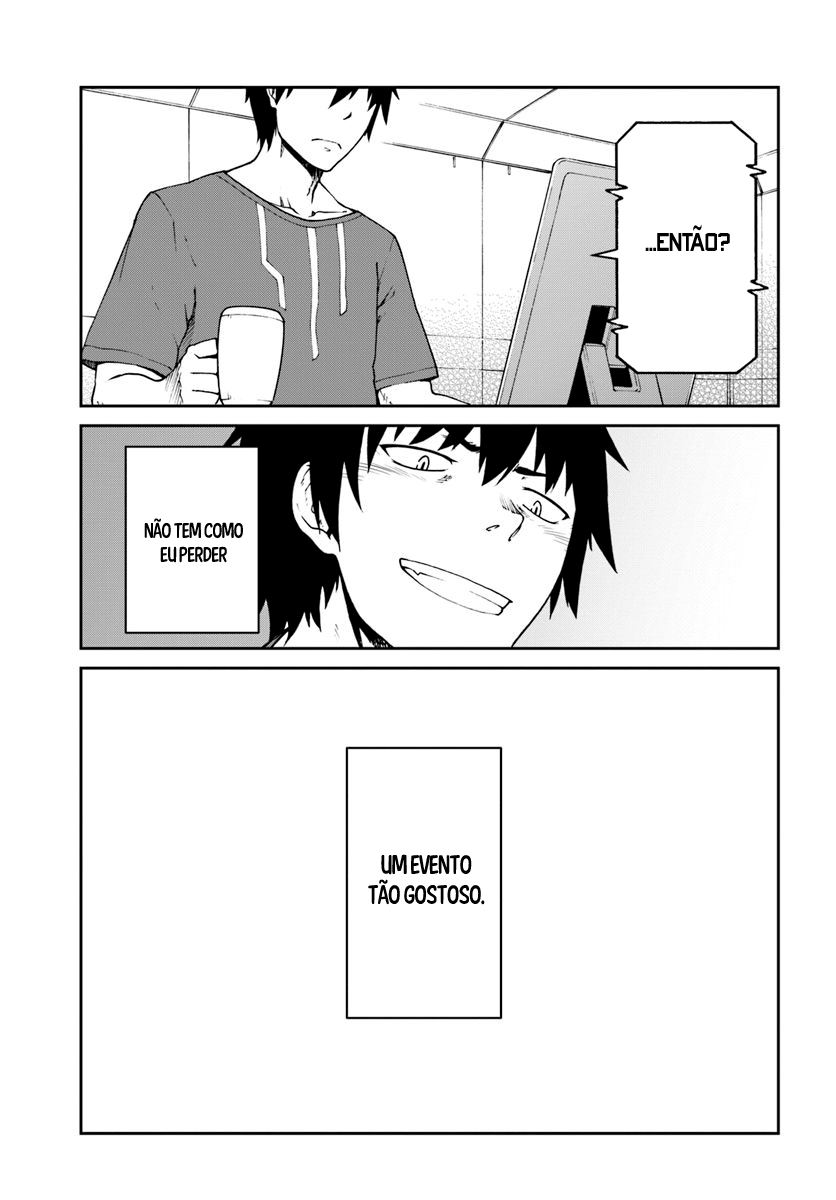 ...ENTÃO?
NÃO TEM COMO
EU PERDER
UM EVENTO
TÃO GOSTOSO.